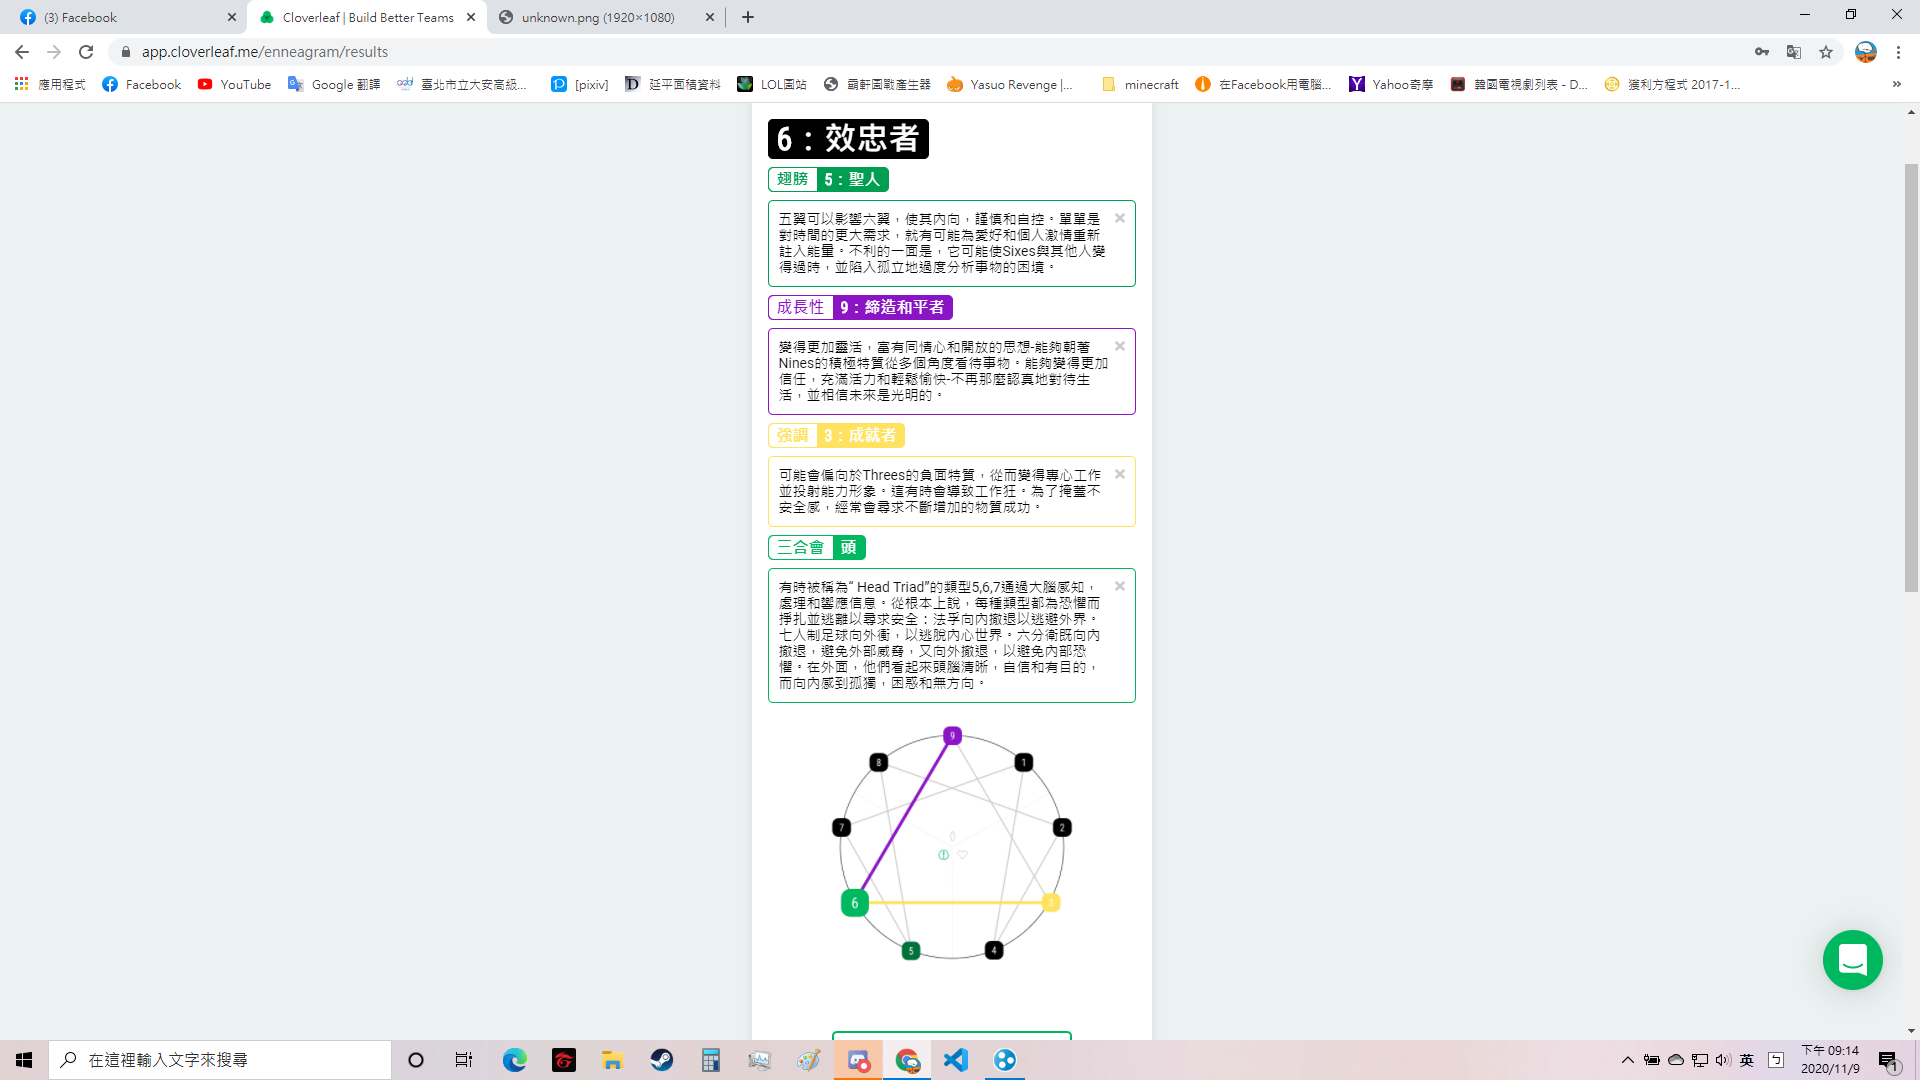 (3) Facebook
Cloverleaf | Build Better Teams
unknown.png (1920×1080)
app.cloverleaf.me/enneagram/results
應用程式
Facebook
YouTube
Google 翻譯
臺北市立大安高級...
[pixiv]
延平面積資料
LOL圖站
霸軒團戰產生器
Yasuo Revenge |...
minecraft
在Facebook用電腦...
Yahoo奇摩
韓國電視劇列表 - D...
獲利方程式 2017-1...
6：效忠者
翅膀 5：聖人
五翼可以影響六翼，使其內向，謹慎和自控。單單是
對時間的更大需求，就有可能為愛好和個人激情重新
註入能量。不利的一面是，它可能使Sixes與其他人變
得過時，並陷入孤立地過度分析事物的困境。
成長性 9：締造和平者
變得更加靈活，富有同情心和開放的思想-能夠朝著
Nines的積極特質從多個角度看待事物。能夠變得更加
信任，充滿活力和輕鬆愉快-不再那麼認真地對待生
活，並相信未來是光明的。
強調 3：成就者
可能會偏向於Threes的負面特質，從而變得專心工作
並投射能力形象。這有時會導致工作狂。為了掩蓋不
安全感，經常會尋求不斷增加的物質成功。
三合會 頭
有時被稱為“ Head Triad”的類型5,6,7通過大腦感知，
處理和響應信息。從根本上說，每種類型都為恐懼而
掙扎並逃離以尋求安全：法孚向內撤退以逃避外界。
七人制足球向外衝，以逃脫內心世界。六分衛既向內
撤退，避免外部威脅，又向外撤退，以避免內部恐
懼。在外面，他們看起來頭腦清晰，自信和有目的，
而向內感到孤獨，困惑和無方向。
9
8
1
7
2
6
3
5
4
在這裡輸入文字來搜尋
英
ㄅ
下午 09:14
2020/11/9
1